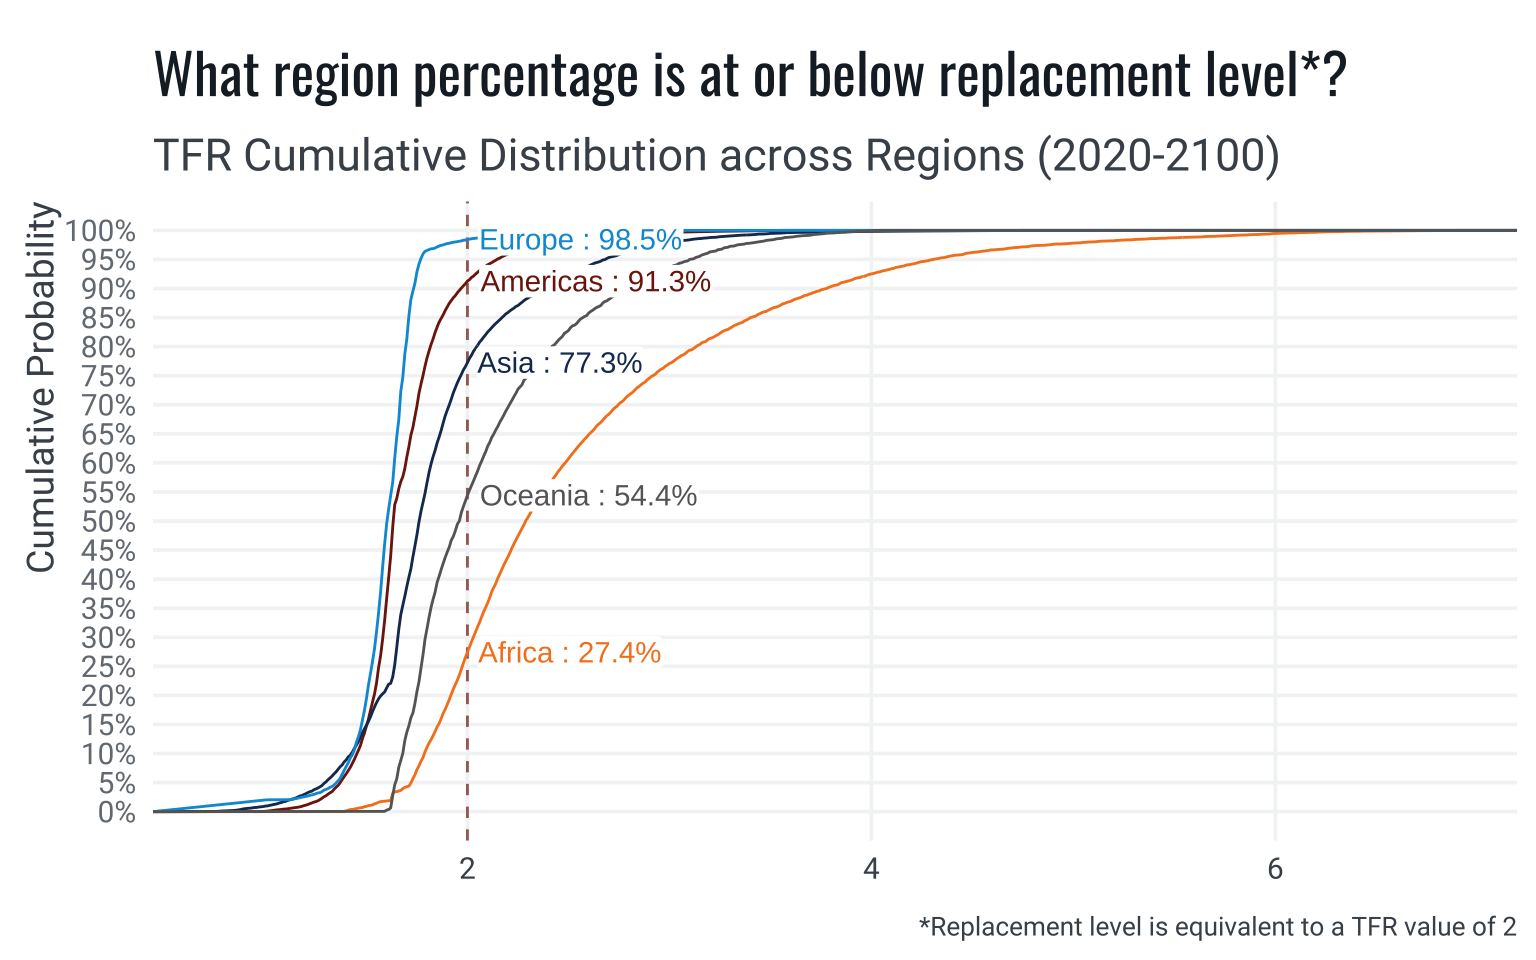 What region percentage is at or below replacement level*?
TFR Cumulative Distribution across Regions (2020-2100)
Cumulative Probability
100%
95%
90%
85%
80%
75%
70%
65%
60%
55%
50%
45%
40%
35%
30%
25%
20%
15%
10%
5%
0%
Europe : 98.5%
Americas : 91.3%
Asia : 77.3%
Oceania : 54.4%
Africa : 27.4%
2
4
6
*Replacement level is equivalent to a TFR value of 2